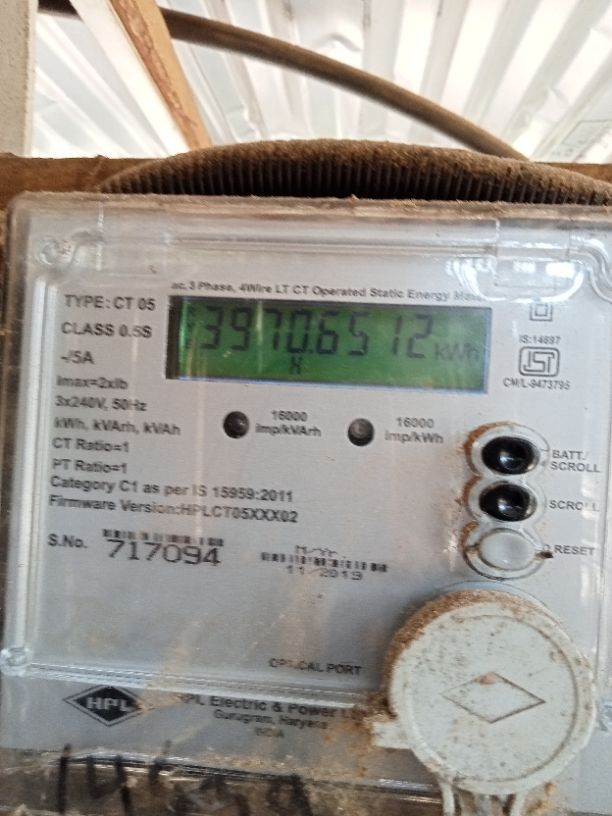 ac, 3 Phase, 4Wire LT CT Operated Static Energy
TYPE: CT 05
CLASS 0.5S
-/5A
Imax=2xIb
3x240V, 50Hz
kWh, kVArh, kVAh
CT Ratio=1
PT Ratio=1
Category C1 as per IS 15959:2011
Firmware Version:HPLCT05XXX02
3970.6512 kWh
16000
imp/kVArh
16000
imp/kWh
IS:14697
ISI
CM/L-9473795
BATT./
SCROLL
SCROLL
RESET
S.No. 717094
M/Yr.
11/2019
OPTICAL PORT
HPL
HPL Electric & Power
Gurugram, Haryana
INDIA